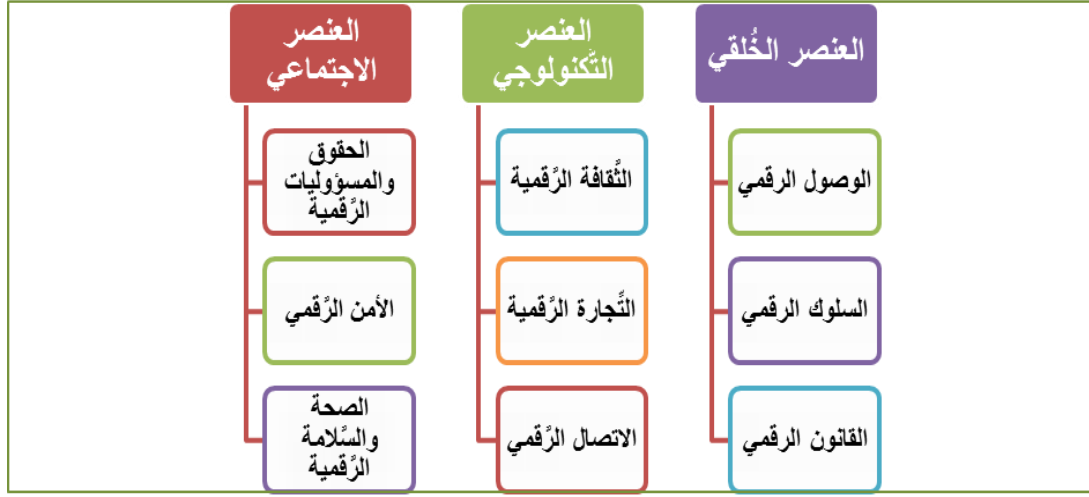 العنصر الخُلقي
الوصول الرقمي
السلوك الرقمي
القانون الرقمي
العنصر
التَّكنولوجي
الثَّقافة الرَّقمية
التِّجارة الرَّقمية
الاتصال الرَّقمي
العنصر
الاجتماعي
الحقوق
والمسؤوليات
الرَّقمية
الأمن الرَّقمي
الصحة
والسَّلامة
الرَّقمية